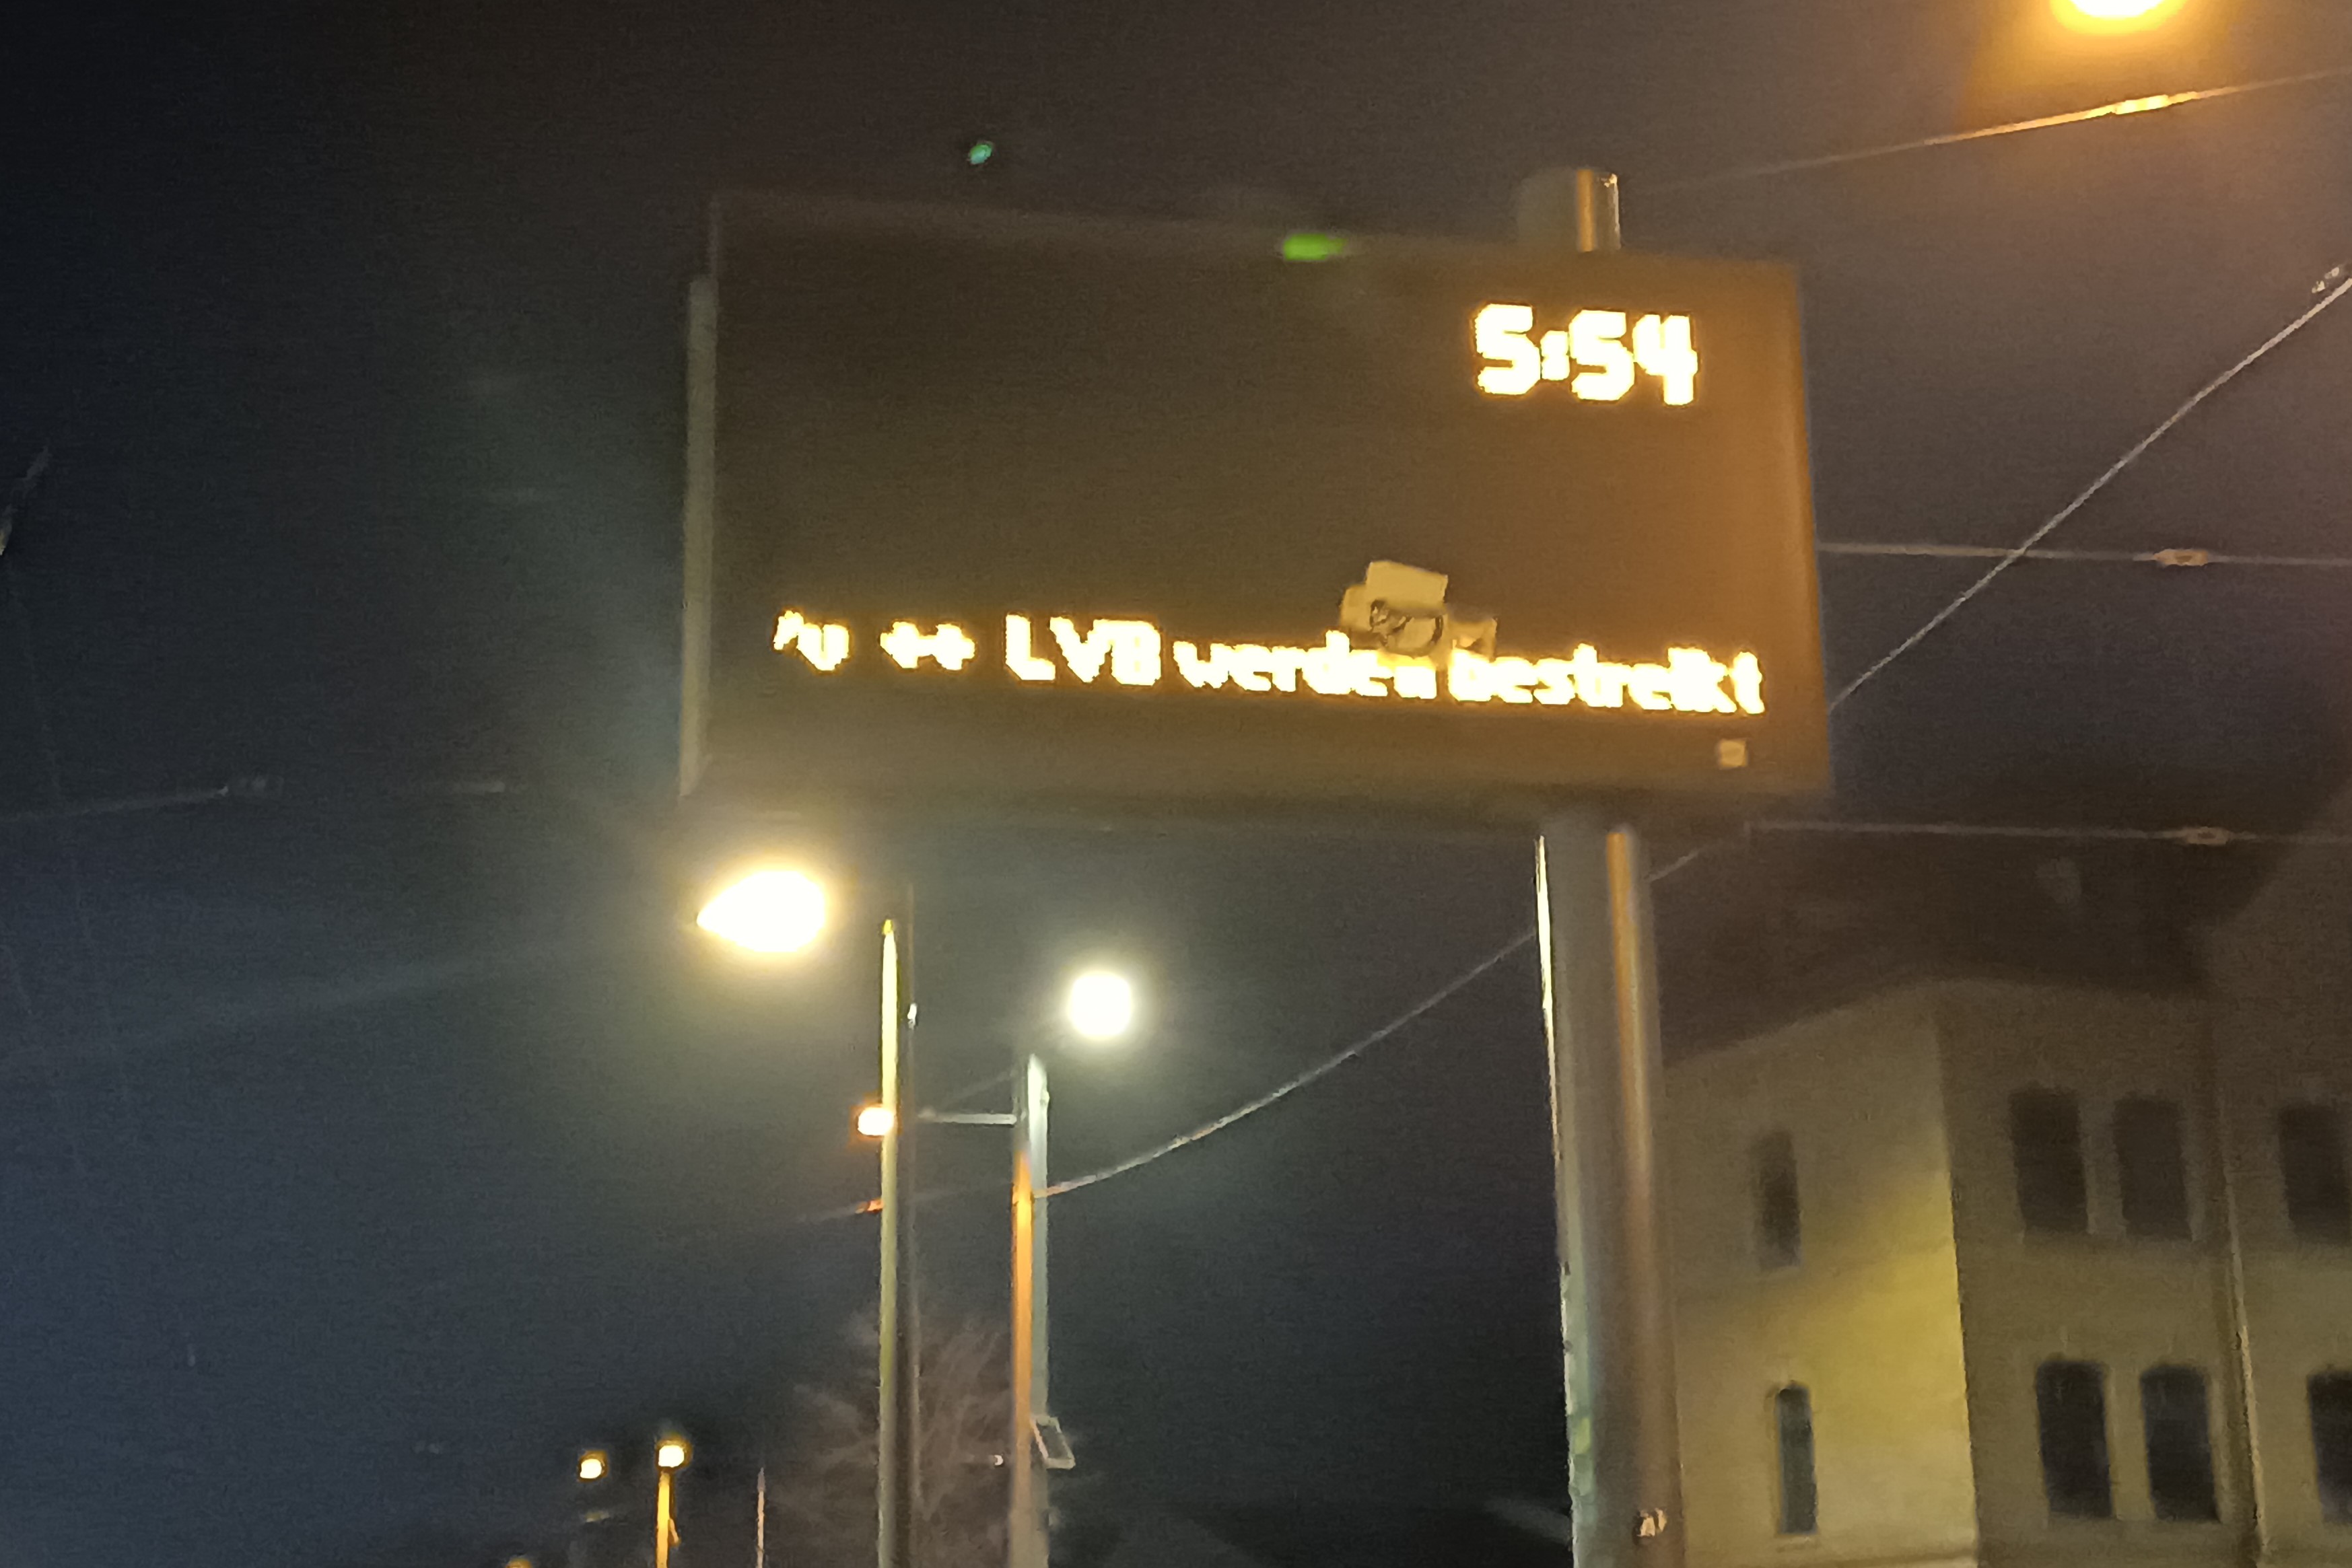 5:54
++ LVB werden bestreikt